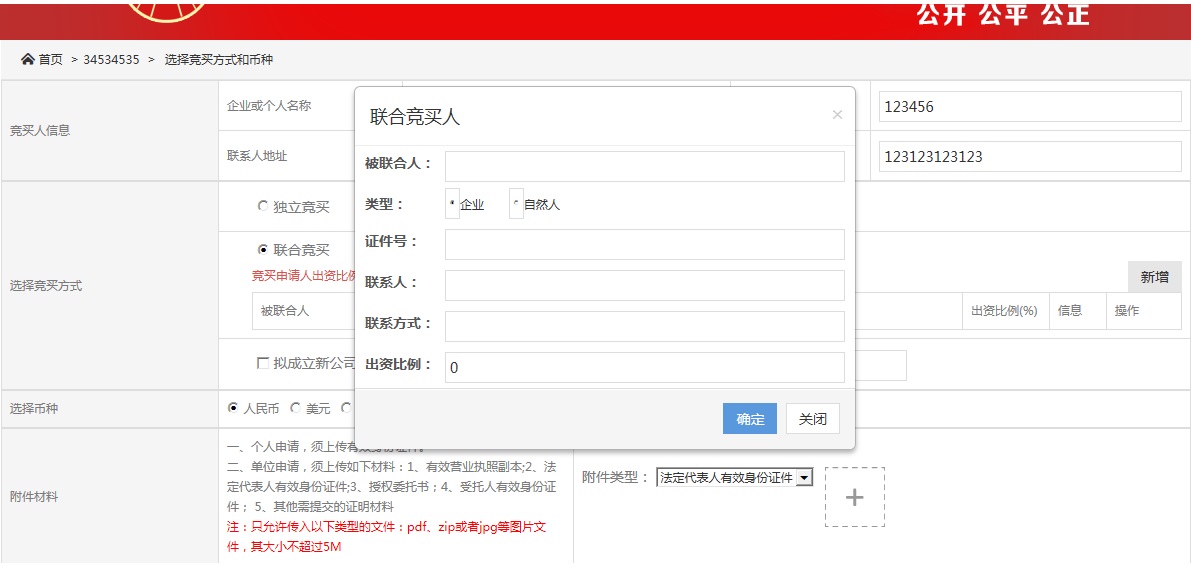 公开 公平 公正
首页 > 34534535 > 选择竞买方式和币种
竞买人信息
企业或个人名称
123456
联系人地址
123123123123
选择竞买方式
独立竞买
联合竞买
竞买申请人出资比例
新增
被联合人
出资比例(%)
信息
操作
拟成立新公司
选择币种
人民币 美元
附件材料
一、个人申请，须上传有效身份证件。
二、单位申请，须上传如下材料：1、有效营业执照副本;2、法
定代表人有效身份证件;3、授权委托书；4、受托人有效身份证
件； 5、其他需提交的证明材料
注：只允许传入以下类型的文件：pdf、zip或者jpg等图片文
件，其大小不超过5M
附件类型：
法定代表人有效身份证件
+
联合竞买人
×
被联合人：
类型：
企业 自然人
证件号：
联系人：
联系方式：
出资比例：
0
确定
关闭